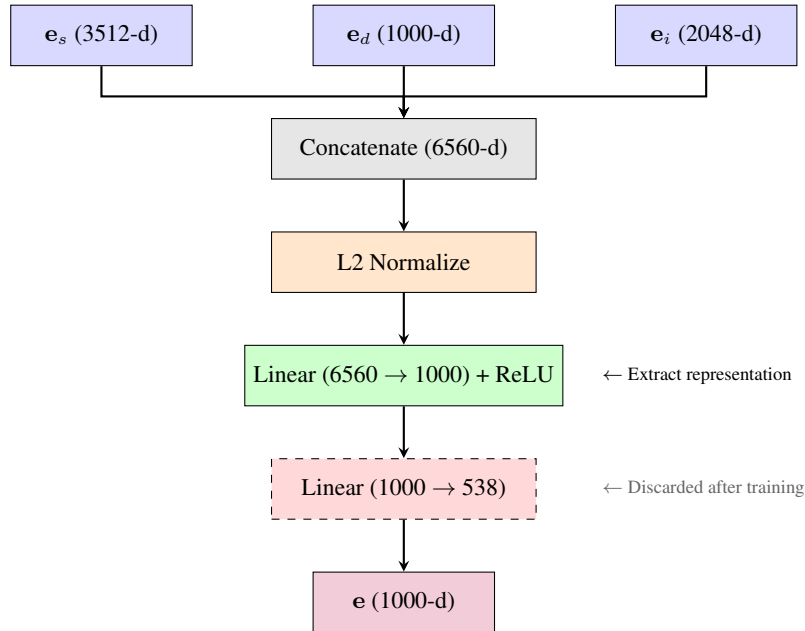 e_s (3512-d)
e_d (1000-d)
e_i (2048-d)
Concatenate (6560-d)
L2 Normalize
Linear (6560 → 1000) + ReLU
← Extract representation
Linear (1000 → 538)
← Discarded after training
e (1000-d)